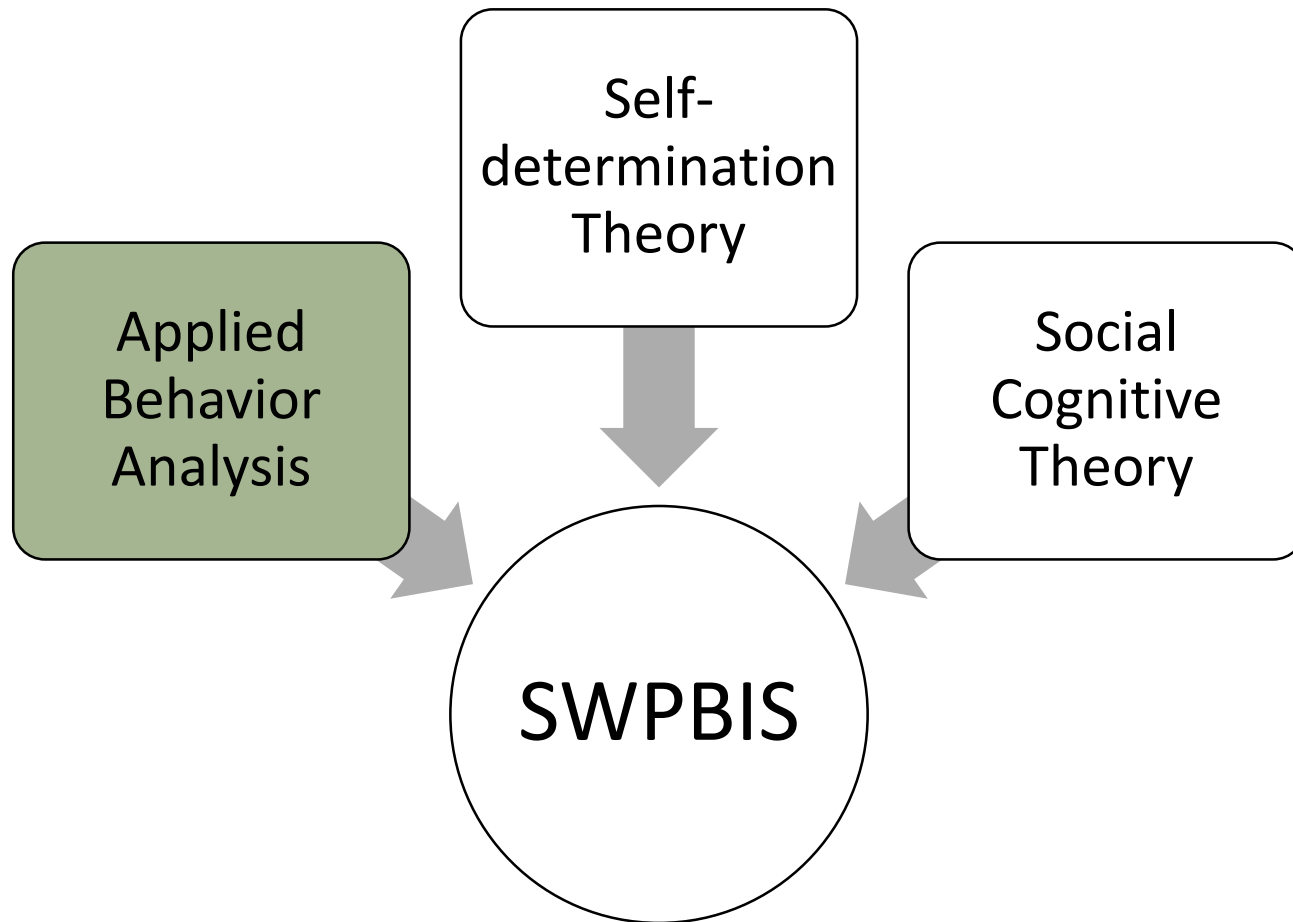 Self-
determination
Theory
Applied
Behavior
Analysis
Social
Cognitive
Theory
SWPBIS